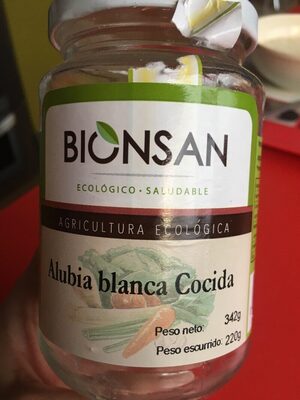 BIONSAN
ECOLÓGICO • SALUDABLE
AGRICULTURA ECOLÓGICA
Alubia blanca Cocida
Peso neto: 342g
Peso escurrido: 220g